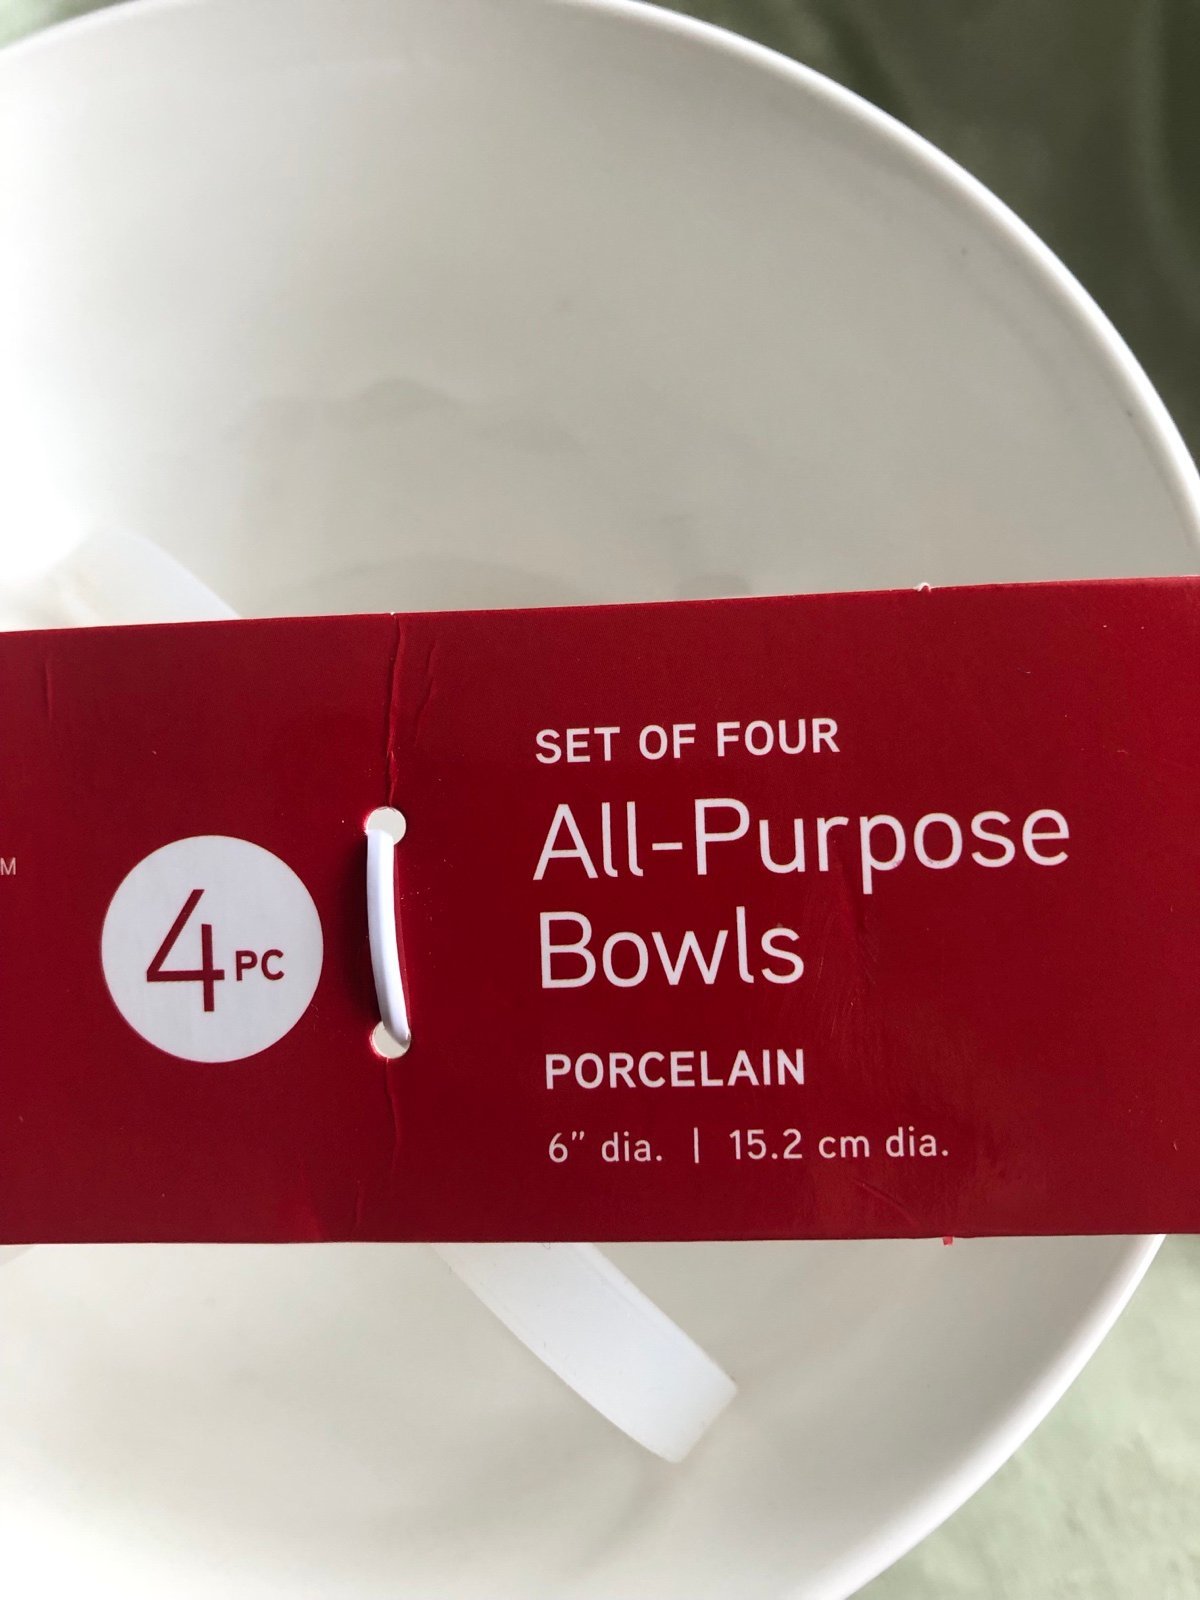 M
4 PC
SET OF FOUR
All-Purpose
Bowls
PORCELAIN
6” dia. | 15.2 cm dia.